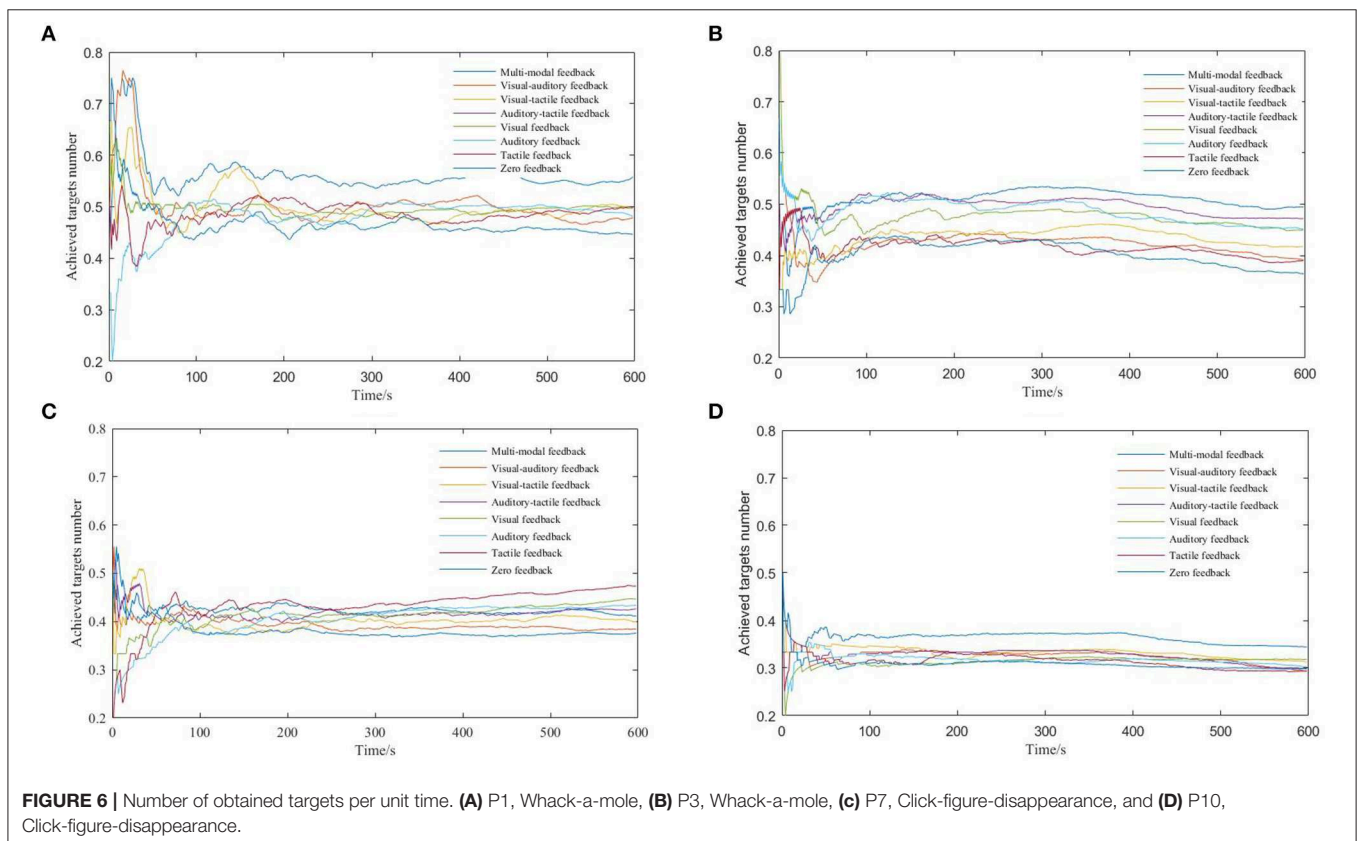 A
0.8
0.7
0.6
0.5
0.4
0.3
0.2
Achieved targets number
Multi-modal feedback
Visual-auditory feedback
Visual-tactile feedback
Auditory-tactile feedback
Visual feedback
Auditory feedback
Tactile feedback
Zero feedback
0 100 200 300 400 500 600
Time/s
B
0.8
0.7
0.6
0.5
0.4
0.3
0.2
Achieved targets number
Multi-modal feedback
Visual-auditory feedback
Visual-tactile feedback
Auditory-tactile feedback
Visual feedback
Auditory feedback
Tactile feedback
Zero feedback
0 100 200 300 400 500 600
Time/s
C
0.8
0.7
0.6
0.5
0.4
0.3
0.2
Achieved targets number
Multi-modal feedback
Visual-auditory feedback
Visual-tactile feedback
Auditory-tactile feedback
Visual feedback
Auditory feedback
Tactile feedback
Zero feedback
0 100 200 300 400 500 600
Time/s
D
0.8
0.7
0.6
0.5
0.4
0.3
0.2
Achieved targets number
Multi-modal feedback
Visual-auditory feedback
Visual-tactile feedback
Auditory-tactile feedback
Visual feedback
Auditory feedback
Tactile feedback
Zero feedback
0 100 200 300 400 500 600
Time/s
FIGURE 6 | Number of obtained targets per unit time. (A) P1, Whack-a-mole, (B) P3, Whack-a-mole, (c) P7, Click-figure-disappearance, and (D) P10,
Click-figure-disappearance.